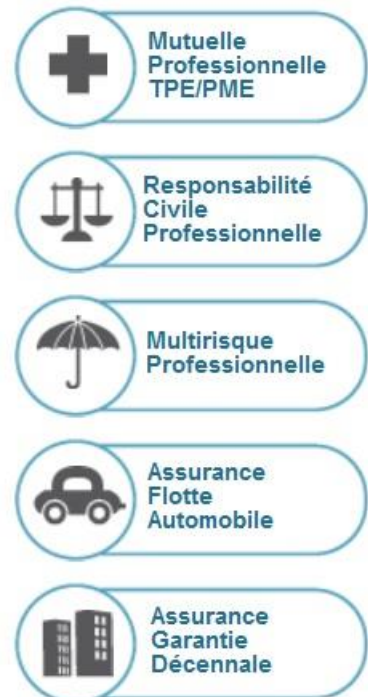 Mutuelle
Professionnelle
TPE/PME
Responsabilité
Civile
Professionnelle
Multirisque
Professionnelle
Assurance
Flotte
Automobile
Assurance
Garantie
Décennale